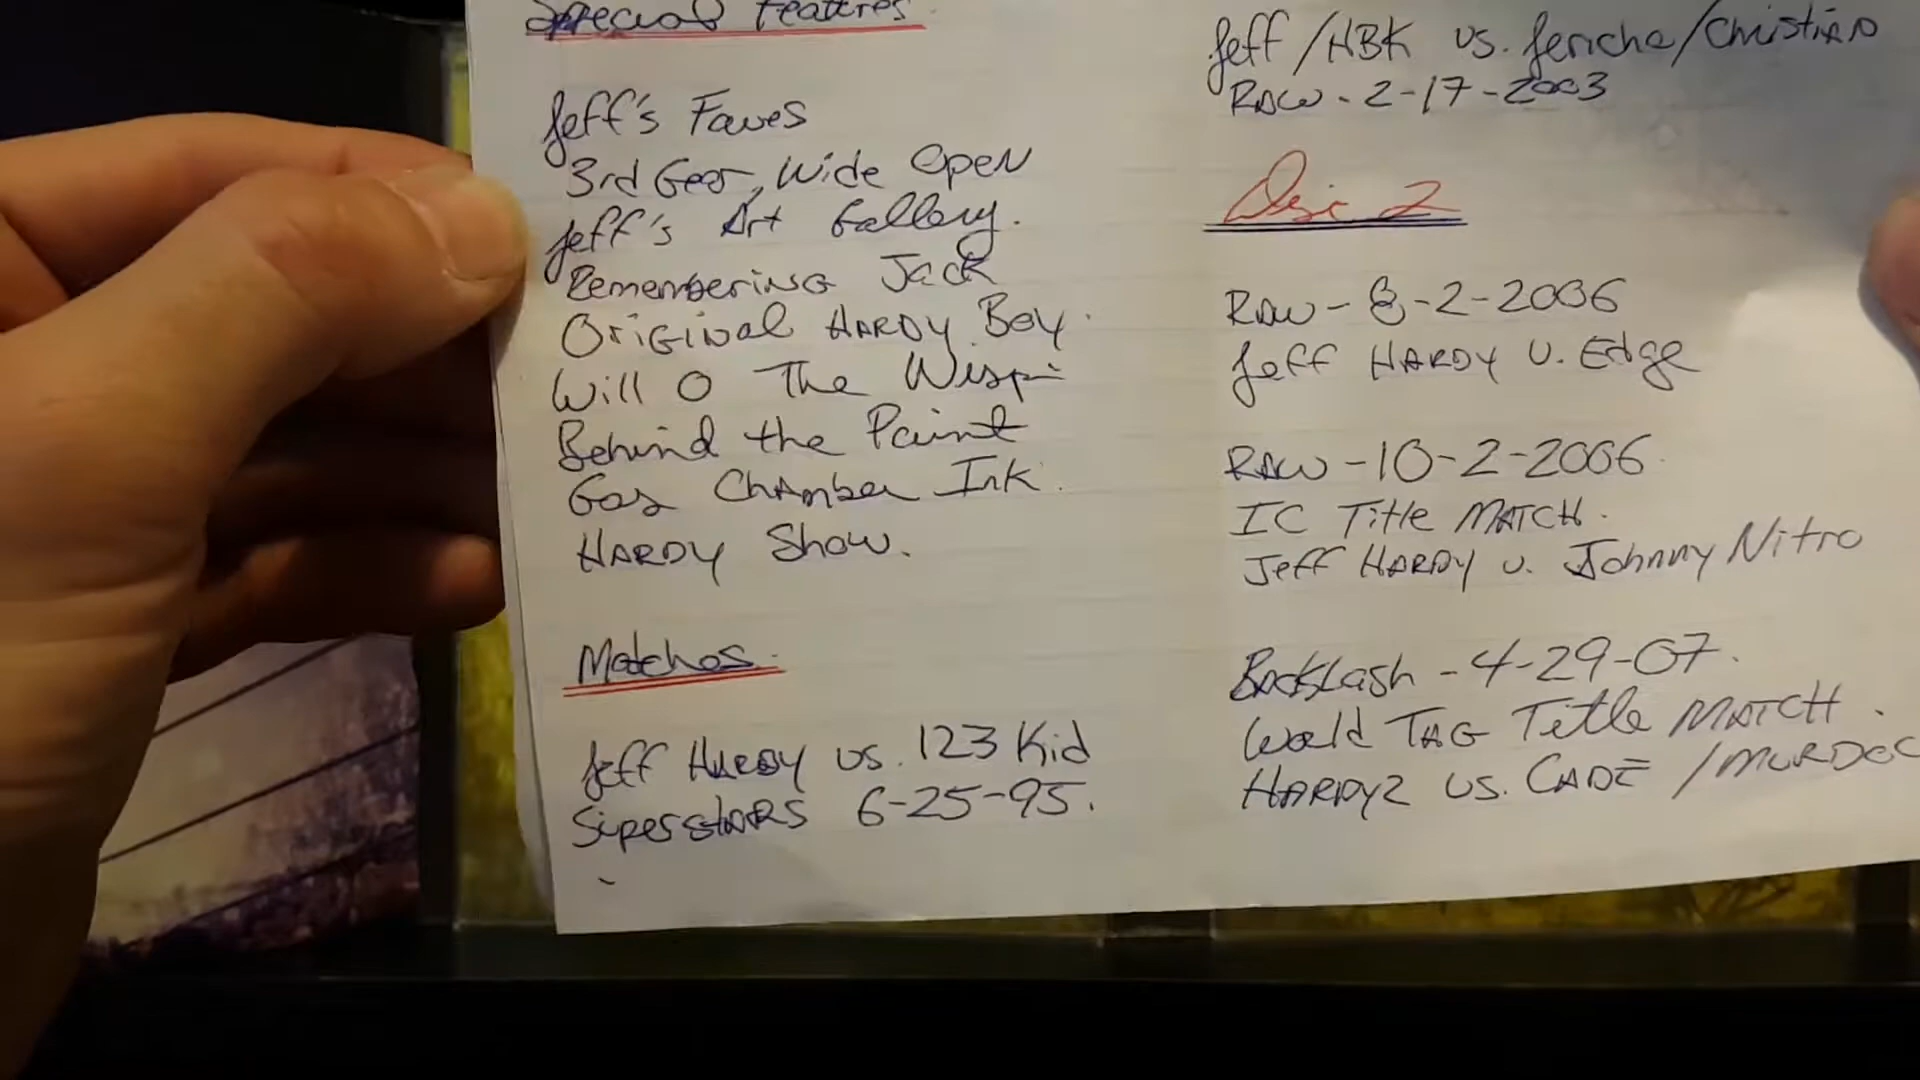 Special Features
Jeff's Faves
3rd Gear, Wide Open
Jeff's Art Gallery.
Remembering Jack
Original HARDY Boy.
Will O The Wisp
Behind the Paint
Gas Chamber Ink.
HARDY Show.
Matches.
Jeff HARDY vs. 123 Kid
Superstars 6-25-95.
Jeff/HBK vs. Jericho/Christian
RAW - 2-17-2003
Disc 2
RAW - 8-2-2006
Jeff HARDY v. Edge
RAW - 10-2-2006
IC Title MATCH.
Jeff HARDY v. Johnny Nitro
BackLash - 4-29-07.
World TAG Title MATCH.
HARDYZ vs. CADE /MURDOC